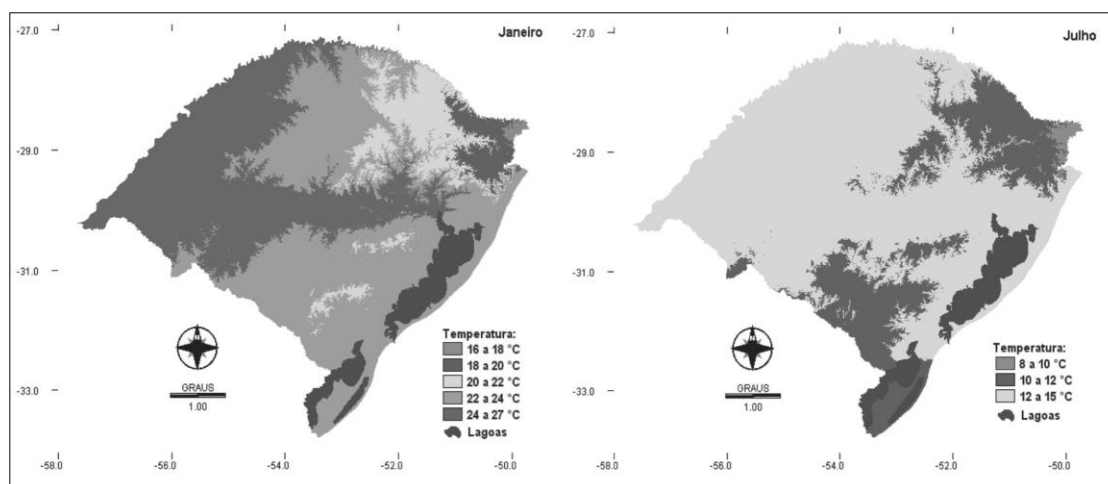 Janeiro
-27.0
-29.0
-31.0
-33.0
-58.0
-56.0
-54.0
-52.0
-50.0
GRAUS
1.00
Temperatura:
16 a 18 °C
18 a 20 °C
20 a 22 °C
22 a 24 °C
24 a 27 °C
Lagoas
Julho
-27.0
-29.0
-31.0
-33.0
-58.0
-56.0
-54.0
-52.0
-50.0
GRAUS
1.00
Temperatura:
8 a 10 °C
10 a 12 °C
12 a 15 °C
Lagoas